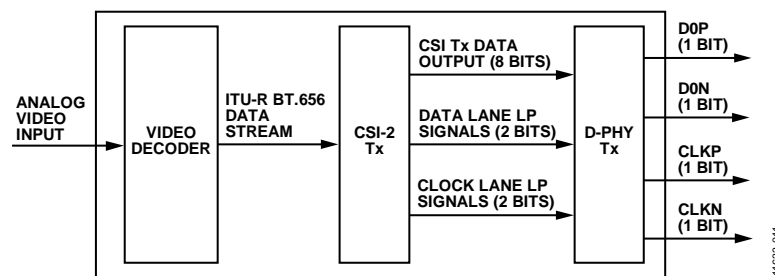 ANALOG
VIDEO
INPUT
VIDEO
DECODER
ITU-R BT.656
DATA
STREAM
CSI-2
Tx
CSI Tx DATA
OUTPUT (8 BITS)
DATA LANE LP
SIGNALS (2 BITS)
CLOCK LANE LP
SIGNALS (2 BITS)
D-PHY
Tx
D0P
(1 BIT)
D0N
(1 BIT)
CLKP
(1 BIT)
CLKN
(1 BIT)